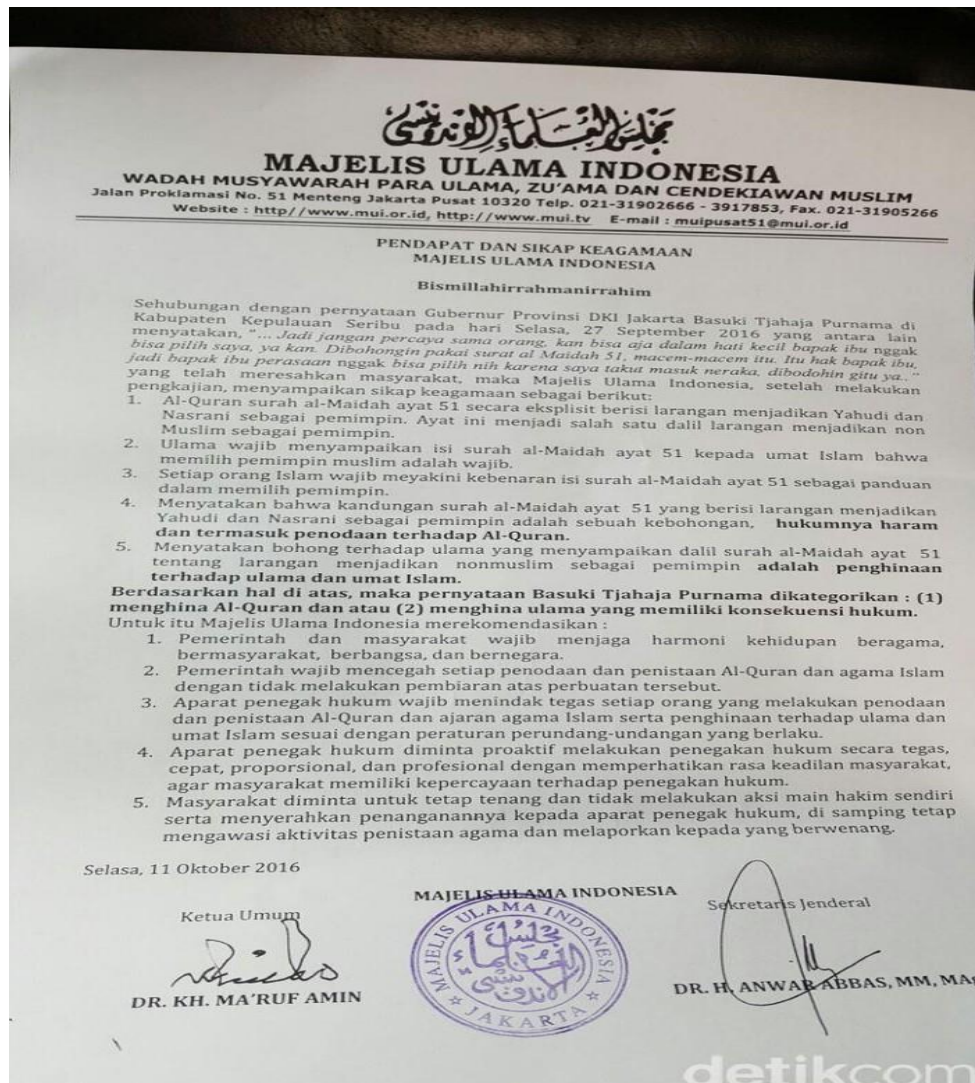 مجلس العلماء الإندونيسي
MAJELIS ULAMA INDONESIA
WADAH MUSYAWARAH PARA ULAMA, ZU'AMA DAN CENDEKIAWAN MUSLIM
Jalan Proklamasi No. 51 Menteng Jakarta Pusat 10320 Telp. 021-31902666 - 3917853, Fax. 021-31905266
Website : http//www.mui.or.id, http://www.mui.tv E-mail : muipusat51@mui.or.id
PENDAPAT DAN SIKAP KEAGAMAAN
MAJELIS ULAMA INDONESIA
Bismillahirrahmanirrahim
Sehubungan dengan pernyataan Gubernur Provinsi DKI Jakarta Basuki Tjahaja Purnama di
Kabupaten Kepulauan Seribu pada hari Selasa, 27 September 2016 yang antara lain
menyatakan, "... Jadi jangan percaya sama orang, kan bisa aja dalam hati kecil bapak ibu nggak
bisa pilih saya, ya kan. Dibohongin pakai surat al Maidah 51, macem-macem itu. Itu hak bapak ibu,
jadi bapak ibu perasaan nggak bisa pilih nih karena saya takut masuk neraka, dibodohin gitu ya.."
yang telah meresahkan masyarakat, maka Majelis Ulama Indonesia, setelah melakukan
pengkajian, menyampaikan sikap keagamaan sebagai berikut:
1. Al-Quran surah al-Maidah ayat 51 secara eksplisit berisi larangan menjadikan Yahudi dan
Nasrani sebagai pemimpin. Ayat ini menjadi salah satu dalil larangan menjadikan non
Muslim sebagai pemimpin.
2. Ulama wajib menyampaikan isi surah al-Maidah ayat 51 kepada umat Islam bahwa
memilih pemimpin muslim adalah wajib.
3. Setiap orang Islam wajib meyakini kebenaran isi surah al-Maidah ayat 51 sebagai panduan
dalam memilih pemimpin.
4. Menyatakan bahwa kandungan surah al-Maidah ayat 51 yang berisi larangan menjadikan
Yahudi dan Nasrani sebagai pemimpin adalah sebuah kebohongan, hukumnya haram
dan termasuk penodaan terhadap Al-Quran.
5. Menyatakan bohong terhadap ulama yang menyampaikan dalil surah al-Maidah ayat 51
tentang larangan menjadikan nonmuslim sebagai pemimpin adalah penghinaan
terhadap ulama dan umat Islam.
Berdasarkan hal di atas, maka pernyataan Basuki Tjahaja Purnama dikategorikan : (1)
menghina Al-Quran dan atau (2) menghina ulama yang memiliki konsekuensi hukum.
Untuk itu Majelis Ulama Indonesia merekomendasikan :
1. Pemerintah dan masyarakat wajib menjaga harmoni kehidupan beragama,
bermasyarakat, berbangsa, dan bernegara.
2. Pemerintah wajib mencegah setiap penodaan dan penistaan Al-Quran dan agama Islam
dengan tidak melakukan pembiaran atas perbuatan tersebut.
3. Aparat penegak hukum wajib menindak tegas setiap orang yang melakukan penodaan
dan penistaan Al-Quran dan ajaran agama Islam serta penghinaan terhadap ulama dan
umat Islam sesuai dengan peraturan perundang-undangan yang berlaku.
4. Aparat penegak hukum diminta proaktif melakukan penegakan hukum secara tegas,
cepat, proporsional, dan profesional dengan memperhatikan rasa keadilan masyarakat,
agar masyarakat memiliki kepercayaan terhadap penegakan hukum.
5. Masyarakat diminta untuk tetap tenang dan tidak melakukan aksi main hakim sendiri
serta menyerahkan penanganannya kepada aparat penegak hukum, di samping tetap
mengawasi aktivitas penistaan agama dan melaporkan kepada yang berwenang.
Selasa, 11 Oktober 2016
MAJELIS ULAMA INDONESIA
Ketua Umum
Sekretaris Jenderal
MAJELIS ULAMA INDONESIA
JAKARTA
DR. KH. MA'RUF AMIN
DR. H. ANWAR ABBAS, MM, MAg
detikcom